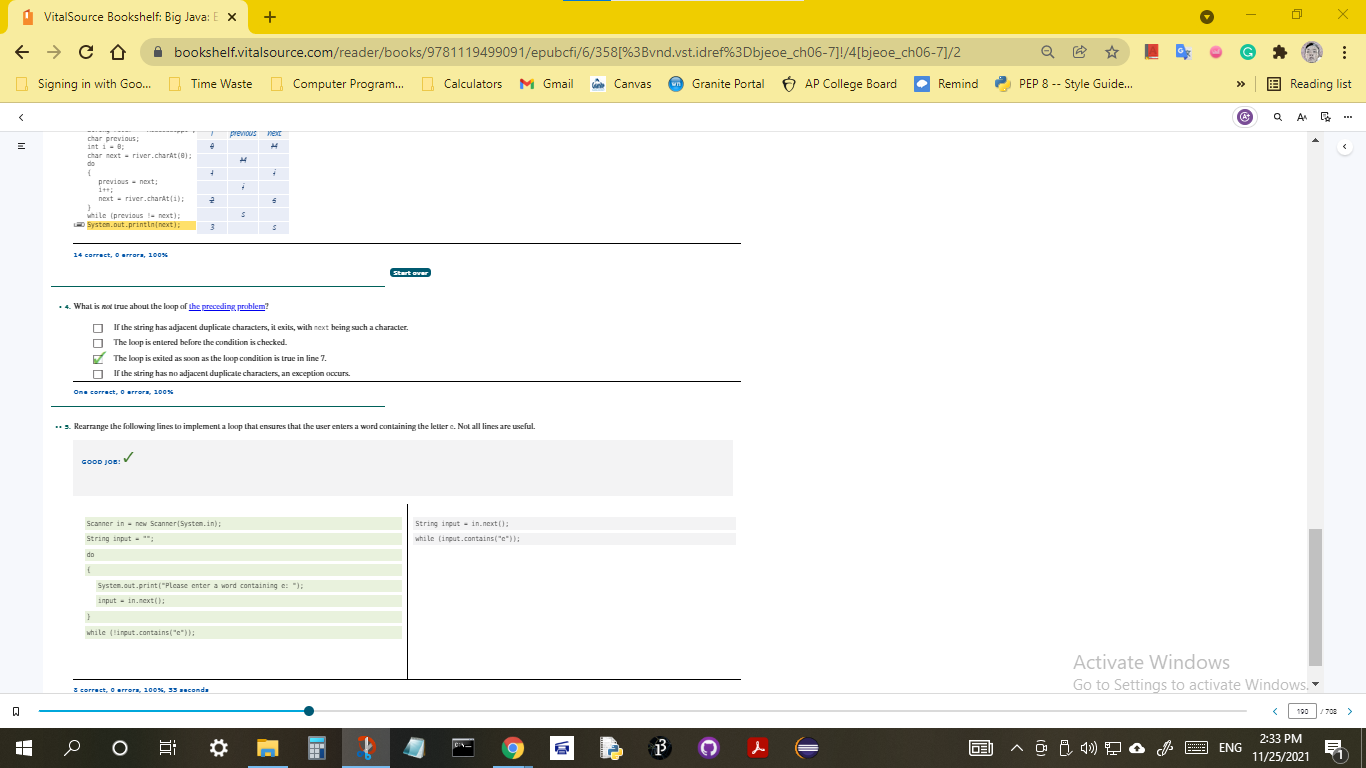 VitalSource Bookshelf: Big Java: E
bookshelf.vitalsource.com/reader/books/9781119499091/epubcfi/6/358[%3Bvnd.vst.idref%3Dbjeoe_ch06-7]!/4[bjeoe_ch06-7]/2
Signing in with Goo... Time Waste Computer Program... Calculators Gmail Canvas Granite Portal AP College Board Remind PEP 8 -- Style Guide... » Reading list
i previous next
char previous;
int i = 0; 0 M
char next = river.charAt(0);
do M
{ 1 i
previous = next;
i++; i
next = river.charAt(i); 2 s
}
while (previous != next); s
System.out.println(next); 3 s
14 correct, 0 errors, 100%
Start over
•• 4. What is not true about the loop of the preceding problem?
If the string has adjacent duplicate characters, it exits, with next being such a character.
The loop is entered before the condition is checked.
The loop is exited as soon as the loop condition is true in line 7.
If the string has no adjacent duplicate characters, an exception occurs.
One correct, 0 errors, 100%
•• 5. Rearrange the following lines to implement a loop that ensures that the user enters a word containing the letter e. Not all lines are useful.
GOOD JOB!
Scanner in = new Scanner(System.in);
String input = "";
do
{
System.out.print("Please enter a word containing e: ");
input = in.next();
}
while (!input.contains("e"));
String input = in.next();
while (input.contains("e"));
8 correct, 0 errors, 100%, 55 seconds
Activate Windows
Go to Settings to activate Windows.
190 / 708
ENG
2:33 PM
11/25/2021
1